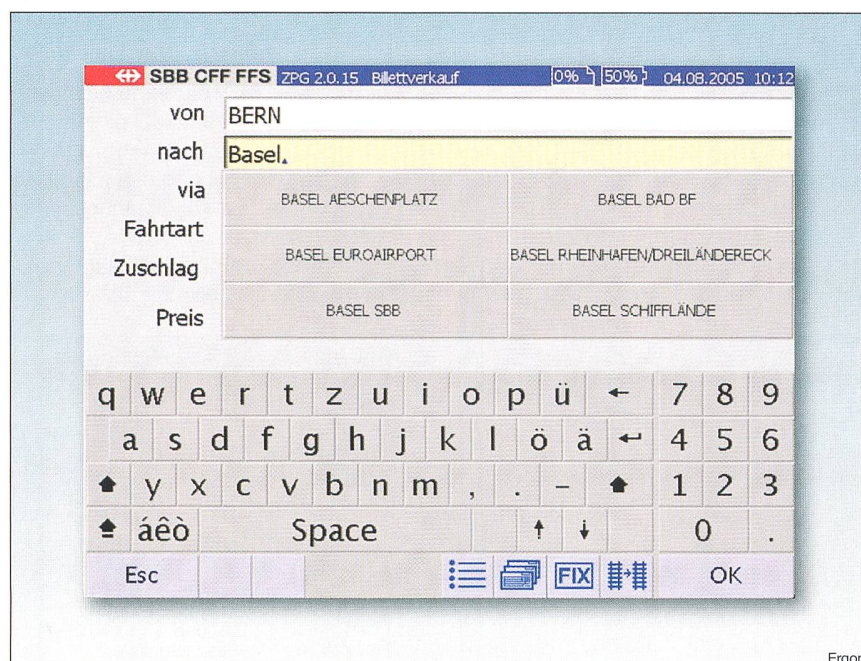 SBB CFF FFS ZPG 2.0.15 Billettverkauf 0% 50% 04.08.2005 10:12
von BERN
nach Basel.
via
BASEL AESCHENPLATZ BASEL BAD BF
Fahrtart
BASEL EUROAIRPORT BASEL RHEINHAFEN/DREILÄNDERECK
Zuschlag
Preis BASEL SBB BASEL SCHIFFLÄNDE
q w e r t z u i o p ü ← 7 8 9
a s d f g h j k l ö ä ↵ 4 5 6
y x c v b n m , . - 1 2 3
áêò Space ↑ ↓ 0 .
Esc FIX OK
Ergon